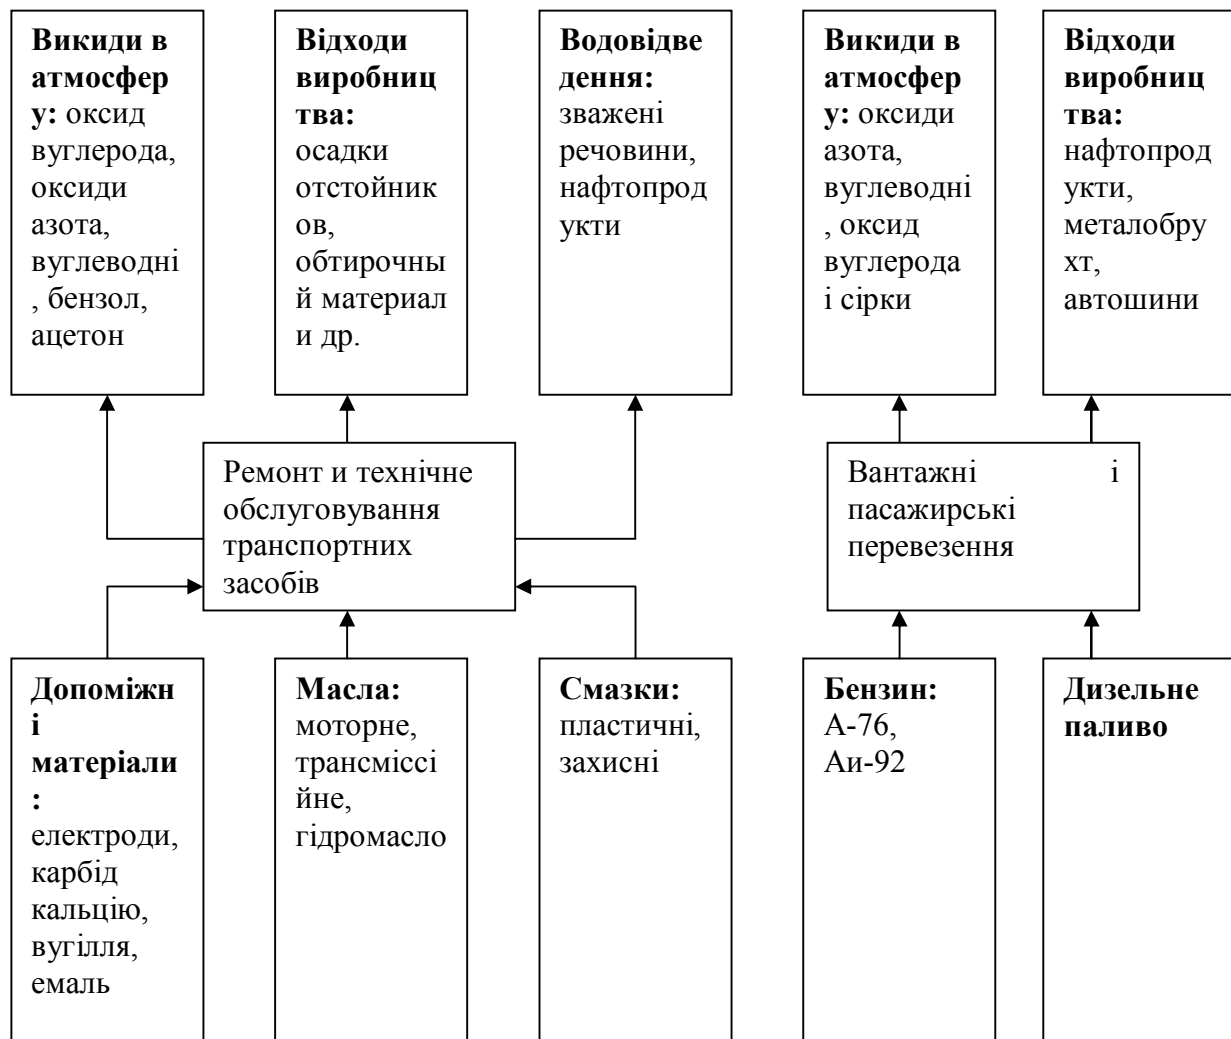 Викиди в
атмосфер
у: оксид
вуглерода,
оксиди
азота,
вуглеводні
, бензол,
ацетон
Відходи
виробниц
тва:
осадки
отстойник
ов,
обтирочны
й материал
и др.
Водовідве
дення:
зважені
речовини,
нафтопрод
укти
Викиди в
атмосфер
у: оксиди
азота,
вуглеводні
, оксид
вуглерода
і сірки
Відходи
виробниц
тва:
нафтопрод
укти,
металобру
хт,
автошини
Ремонт и технічне
обслуговування
транспортних
засобів
Вантажні і
пасажирські
перевезення
Допоміжн
і
матеріали
:
електроди,
карбід
кальцію,
вугілля,
емаль
Масла:
моторне,
трансміссі
йне,
гідромасло
Смазки:
пластичні,
захисні
Бензин:
А-76,
Аи-92
Дизельне
паливо